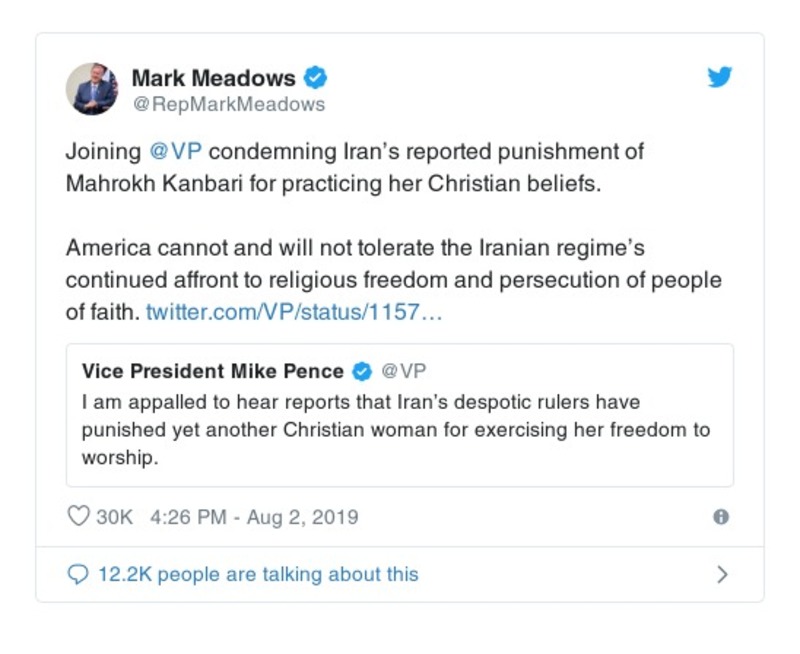 Mark Meadows
@RepMarkMeadows
Joining @VP condemning Iran’s reported punishment of
Mahrokh Kanbari for practicing her Christian beliefs.
America cannot and will not tolerate the Iranian regime’s
continued affront to religious freedom and persecution of people
of faith. twitter.com/VP/status/1157…
Vice President Mike Pence @VP
I am appalled to hear reports that Iran’s despotic rulers have
punished yet another Christian woman for exercising her freedom to
worship.
30K 4:26 PM - Aug 2, 2019
12.2K people are talking about this